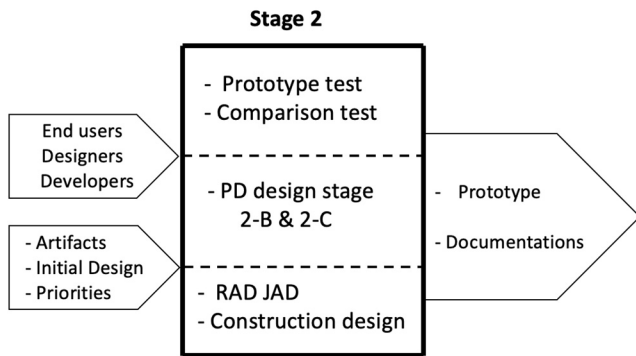 Stage 2
End users
Designers
Developers
- Artifacts
- Initial Design
- Priorities
- Prototype test
- Comparison test
- PD design stage
2-B & 2-C
- RAD JAD
- Construction design
- Prototype
- Documentations